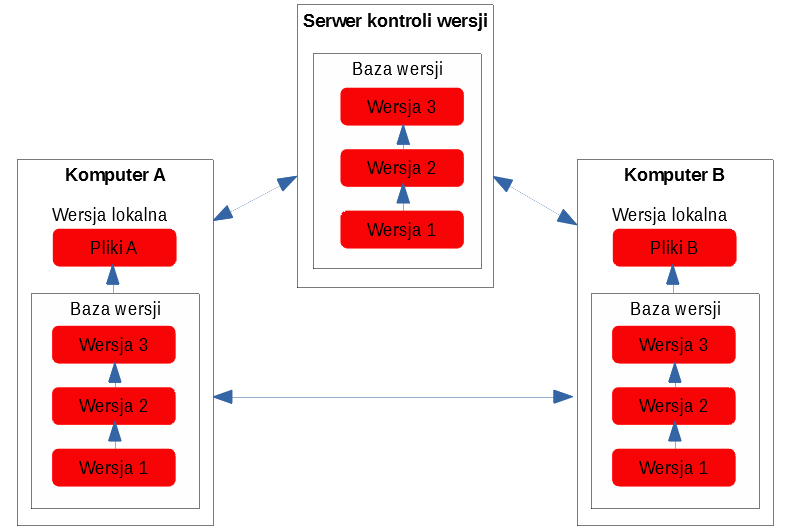 Serwer kontroli wersji
Baza wersji
Wersja 3
Wersja 2
Wersja 1
Komputer A
Wersja lokalna
Pliki A
Baza wersji
Wersja 3
Wersja 2
Wersja 1
Komputer B
Wersja lokalna
Pliki B
Baza wersji
Wersja 3
Wersja 2
Wersja 1